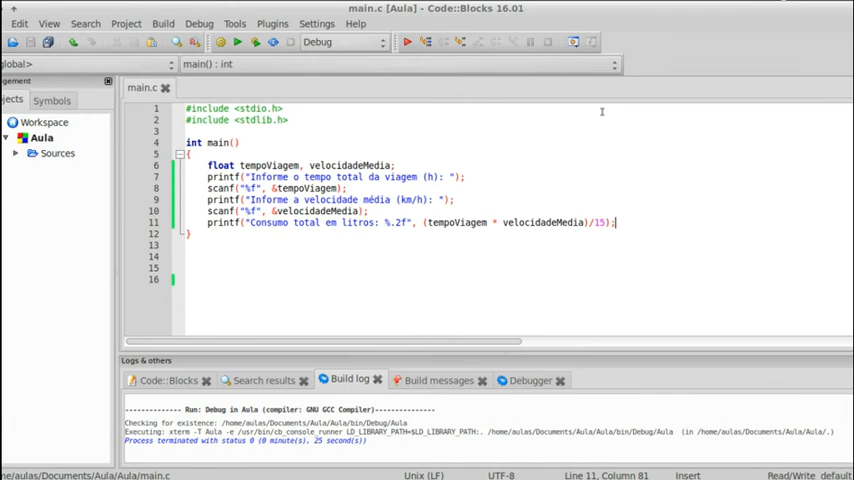 main.c [Aula] - Code::Blocks 16.01
Edit View Search Project Build Debug Tools Plugins Settings Help
Debug
global> main() : int
agement
ojects Symbols
main.c
Workspace
Aula
Sources
1 #include <stdio.h>
2 #include <stdlib.h>
3
4 int main()
5 {
6 float tempoViagem, velocidadeMedia;
7 printf("Informe o tempo total da viagem (h): ");
8 scanf("%f", &tempoViagem);
9 printf("Informe a velocidade média (km/h): ");
10 scanf("%f", &velocidadeMedia);
11 printf("Consumo total em litros: %.2f", (tempoViagem * velocidadeMedia)/15);
12 }
13
14
15
16
Logs & others
Code::Blocks Search results Build log Build messages Debugger
-------------- Run: Debug in Aula (compiler: GNU GCC Compiler)---------------
Checking for existence: /home/aulas/Documents/Aula/Aula/bin/Debug/Aula
Executing: xterm -T Aula -e /usr/bin/cb_console_runner LD_LIBRARY_PATH=$LD_LIBRARY_PATH:. /home/aulas/Documents/Aula/Aula/bin/Debug/Aula (in /home/aulas/Documents/Aula/Aula/.)
Process terminated with status 0 (0 minute(s), 25 second(s))
me/aulas/Documents/Aula/Aula/main.c Unix (LF) UTF-8 Line 11, Column 81 Insert Read/Write default